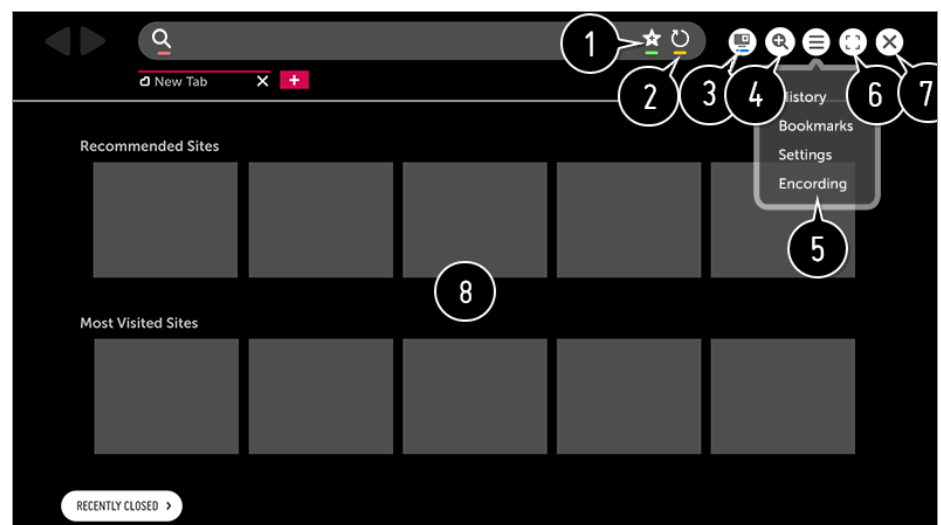 1
New Tab
2 3 4 6 7
History
Bookmarks
Settings
Encording
5
Recommended Sites
8
Most Visited Sites
RECENTLY CLOSED